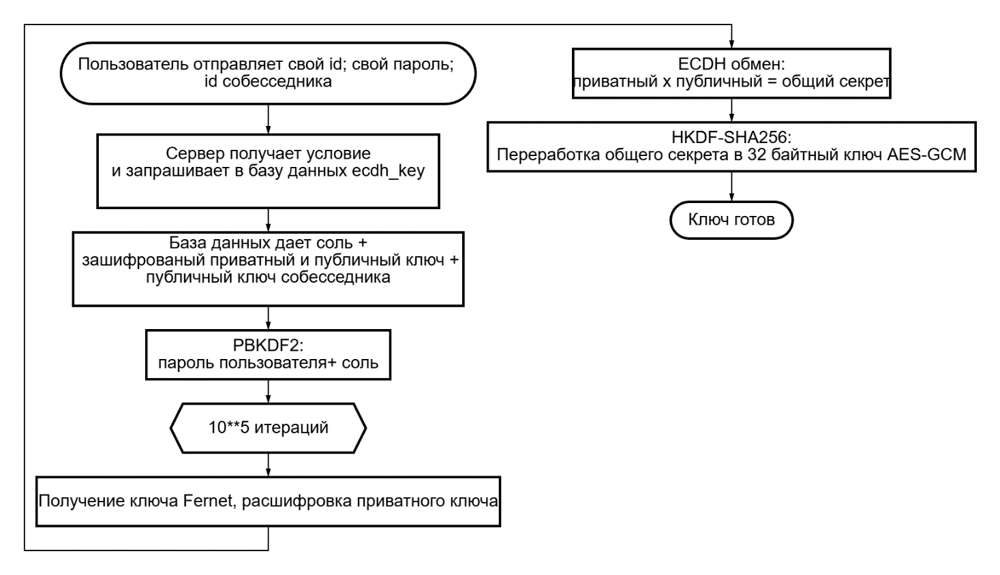 Пользователь отправляет свой id; свой пароль;
id собесседника
Сервер получает условие
и запрашивает в базу данных ecdh_key
База данных дает соль +
зашифрованый приватный и публичный ключ +
публичный ключ собесседника
PBKDF2:
пароль пользователя+ соль
10**5 итераций
Получение ключа Fernet, расшифровка приватного ключа
ECDH обмен:
приватный x публичный = общий секрет
HKDF-SHA256:
Переработка общего секрета в 32 байтный ключ AES-GCM
Ключ готов